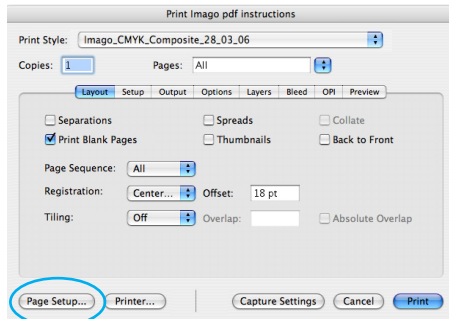 Print Imago pdf instructions
Print Style: Imago_CMYK_Composite_28_03_06
Copies: 1 Pages: All
Layout Setup Output Options Layers Bleed OPI Preview
Separations Spreads Collate
Print Blank Pages Thumbnails Back to Front
Page Sequence: All
Registration: Center... Offset: 18 pt
Tiling: Off Overlap: Absolute Overlap
Page Setup... Printer... Capture Settings Cancel Print